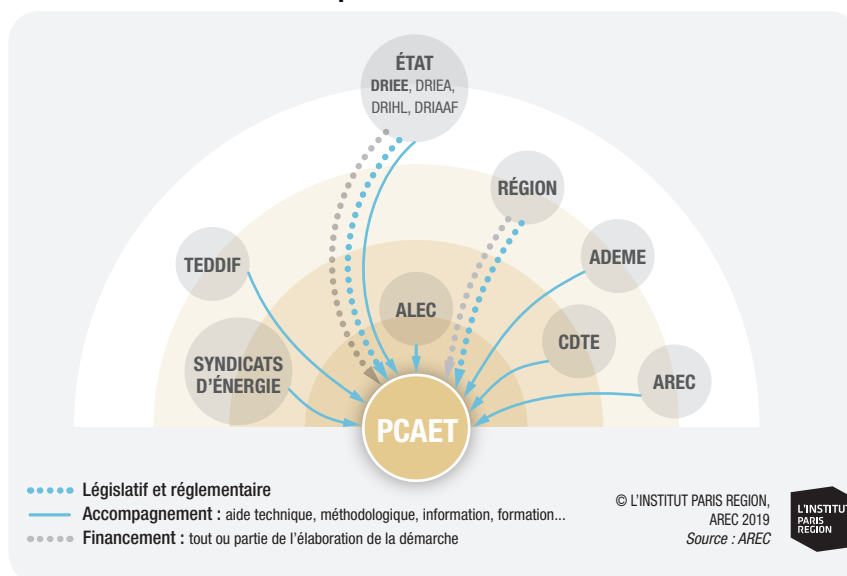 ÉTAT
DRIEE, DRIEA,
DRIHL, DRIAAF
RÉGION
TEDDIF
ADEME
ALEC
CDTE
SYNDICATS
D'ÉNERGIE
AREC
PCAET
Législatif et réglementaire
Accompagnement : aide technique, méthodologique, information, formation...
Financement : tout ou partie de l'élaboration de la démarche
© L'INSTITUT PARIS REGION,
AREC 2019
Source : AREC
L'INSTITUT
PARIS
REGION